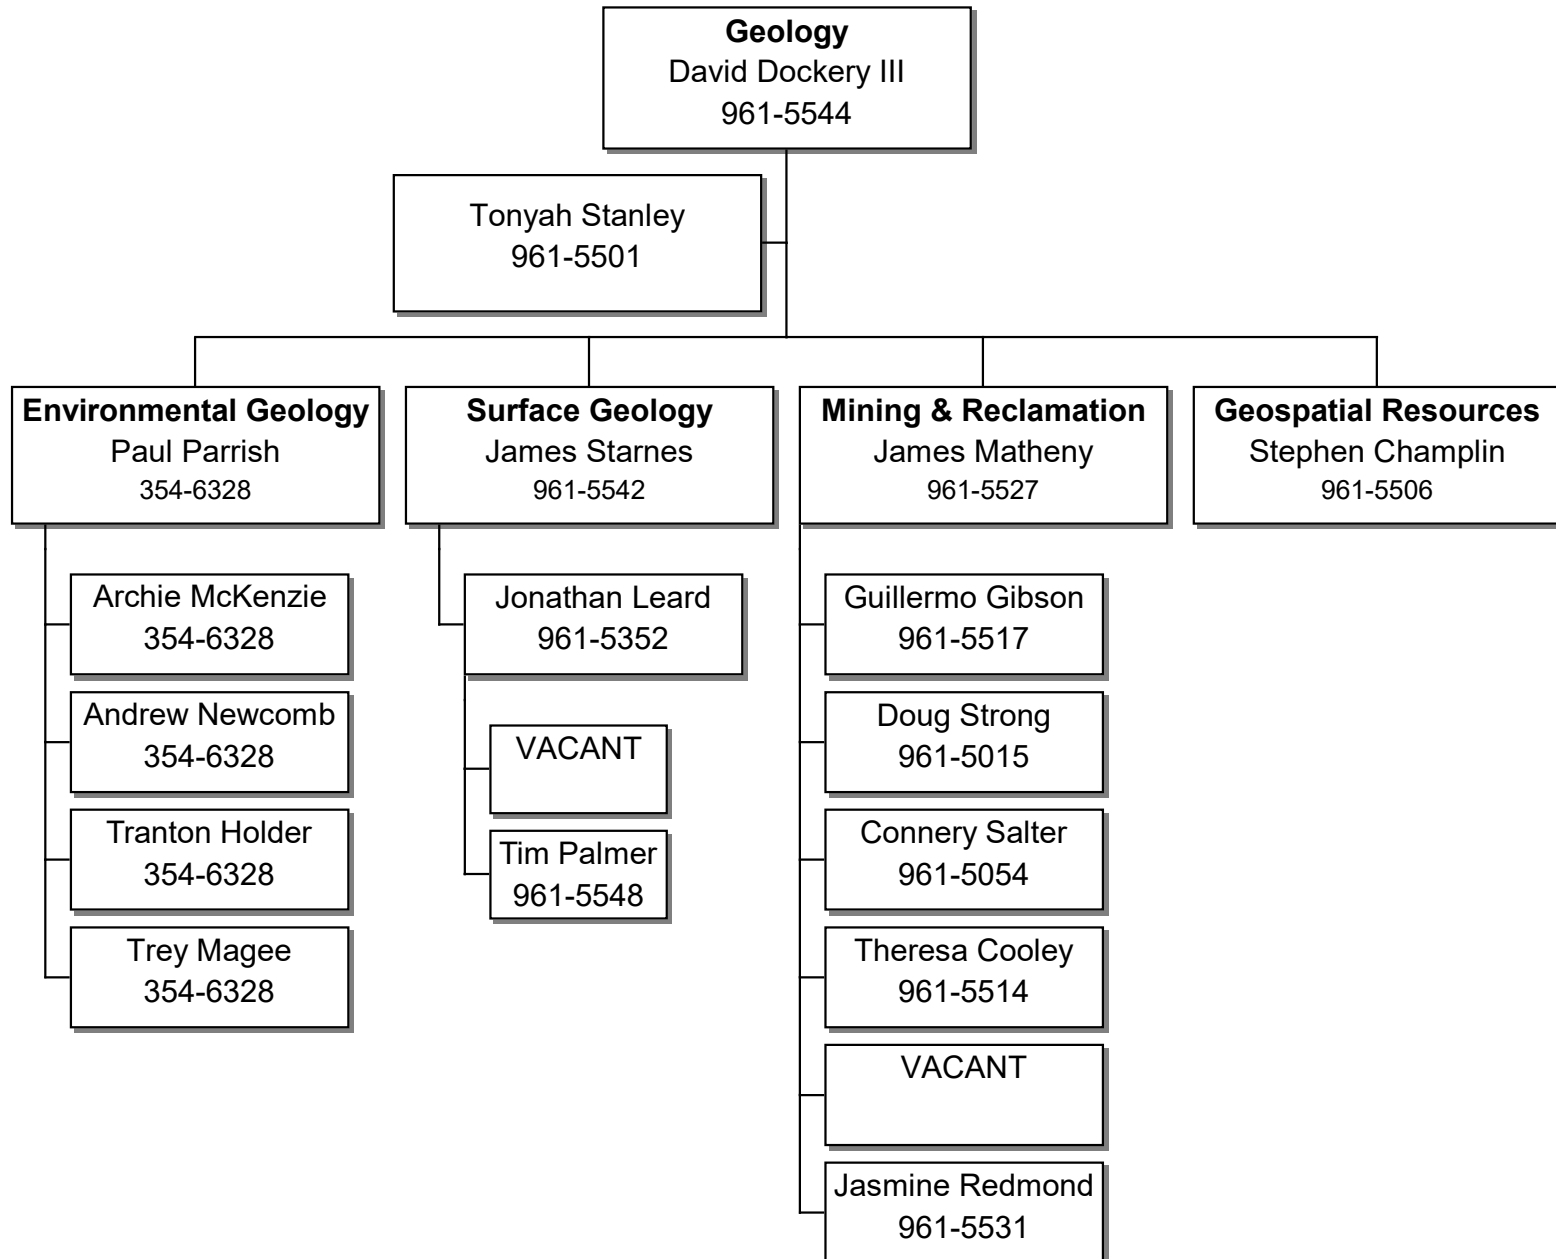 Geology
David Dockery III
961-5544
Tonyah Stanley
961-5501
Environmental Geology
Paul Parrish
354-6328
Archie McKenzie
354-6328
Andrew Newcomb
354-6328
Tranton Holder
354-6328
Trey Magee
354-6328
Surface Geology
James Starnes
961-5542
Jonathan Leard
961-5352
VACANT
Tim Palmer
961-5548
Mining & Reclamation
James Matheny
961-5527
Guillermo Gibson
961-5517
Doug Strong
961-5015
Connery Salter
961-5054
Theresa Cooley
961-5514
VACANT
Jasmine Redmond
961-5531
Geospatial Resources
Stephen Champlin
961-5506